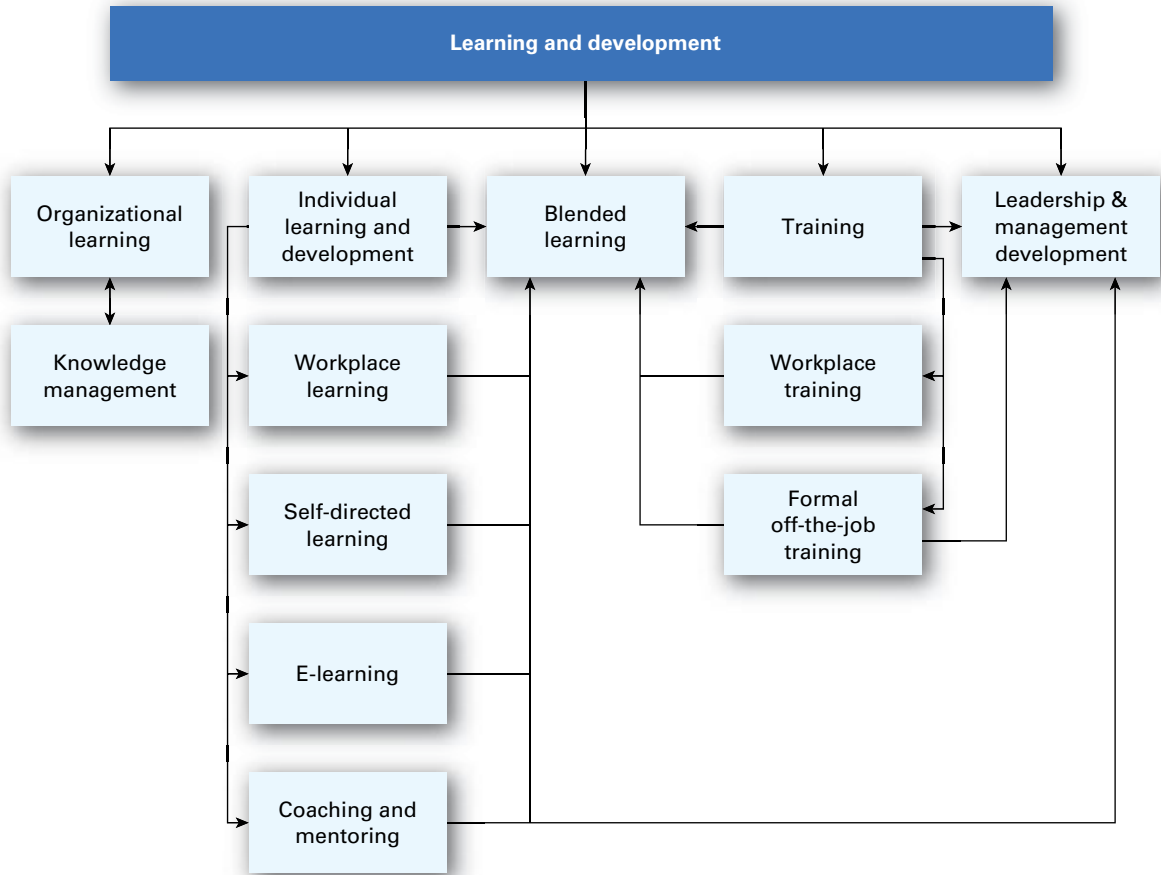 Learning and development
Organizational
learning
Individual
learning and
development
Blended
learning
Training
Leadership &
management
development
Knowledge
management
Workplace
learning
Workplace
training
Self-directed
learning
Formal
off-the-job
training
E-learning
Coaching and
mentoring